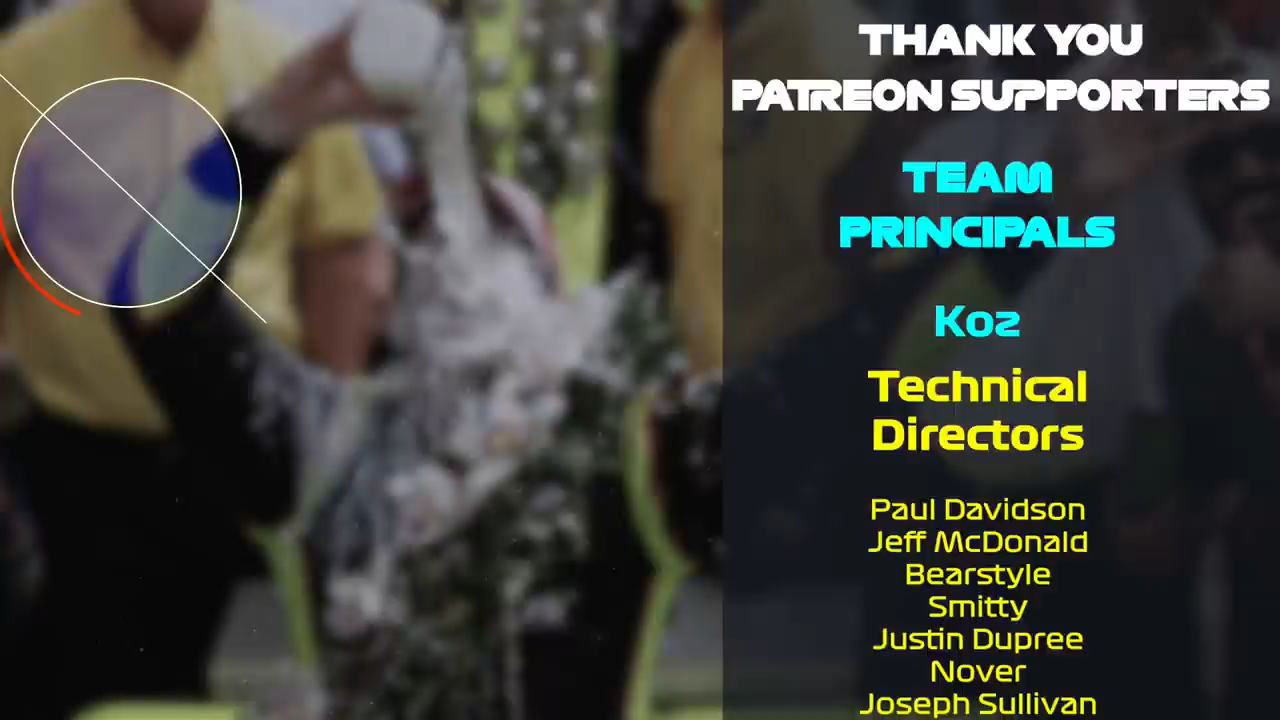 THANK YOU
PATREON SUPPORTERS
TEAM
PRINCIPALS
Koz
Technical
Directors
Paul Davidson
Jeff McDonald
Bearstyle
Smitty
Justin Dupree
Nover
Joseph Sullivan